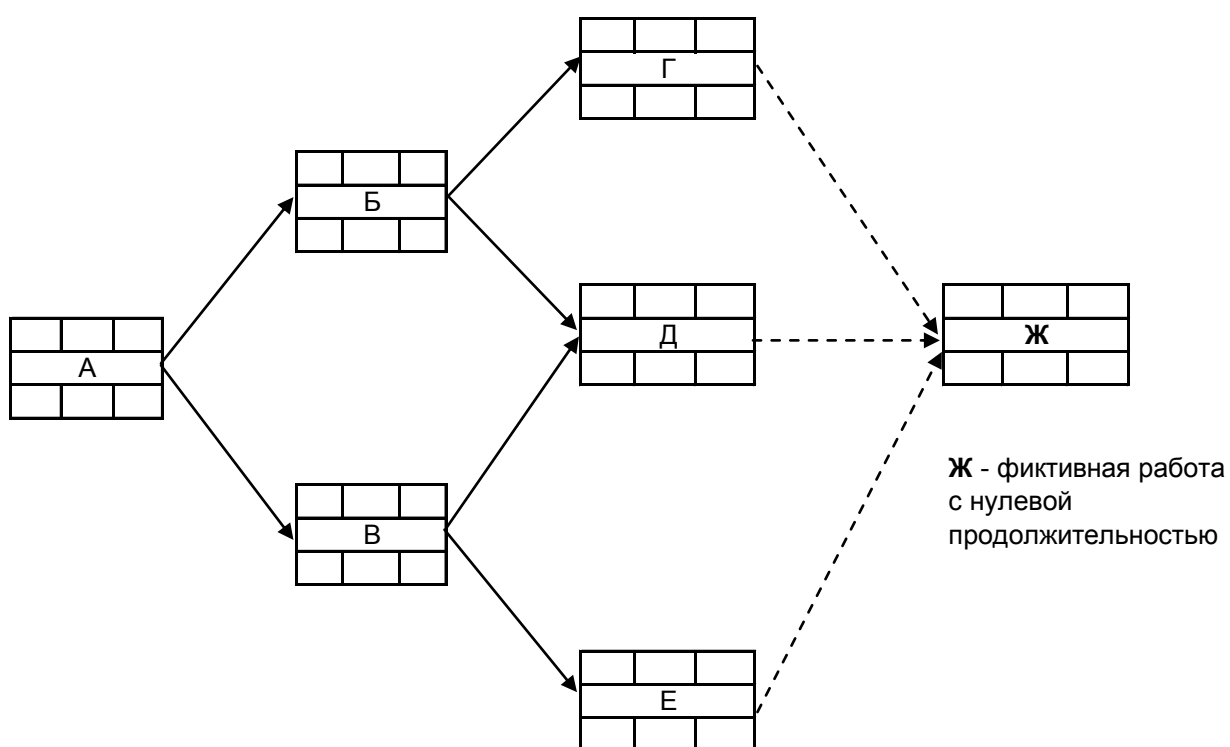 Г
Б
Д
Ж
А
Ж - фиктивная работа
с нулевой
продолжительностью
В
Е